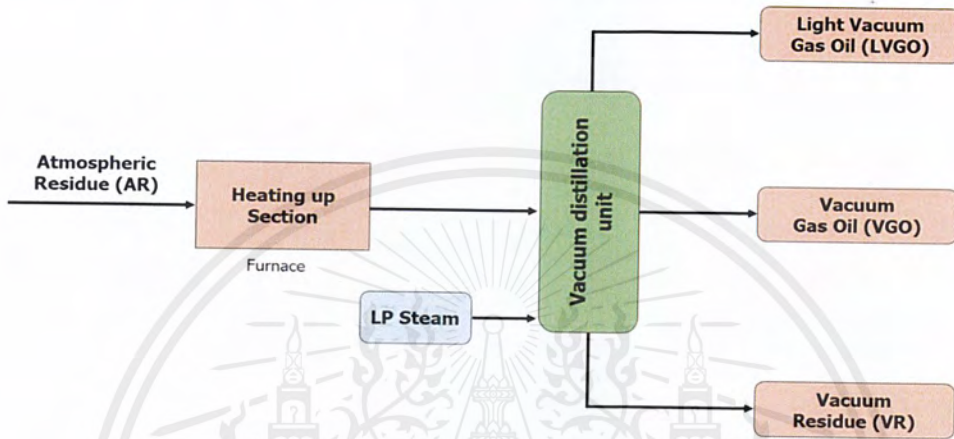 Light Vacuum
Gas Oil (LVGO)
Atmospheric
Residue (AR)
Heating up
Section
Furnace
Vacuum distillation
unit
Vacuum
Gas Oil (VGO)
LP Steam
Vacuum
Residue (VR)